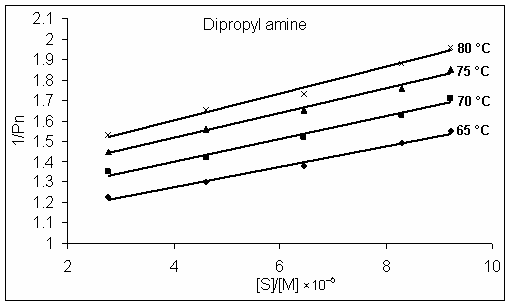 Dipropyl amine
2.1
2
1.9
1.8
1.7
1.6
1.5
1.4
1.3
1.2
1.1
1
1/Pn
80 °C
75 °C
70 °C
65 °C
2 4 6 8 10
[S]/[M] ×10⁻⁶